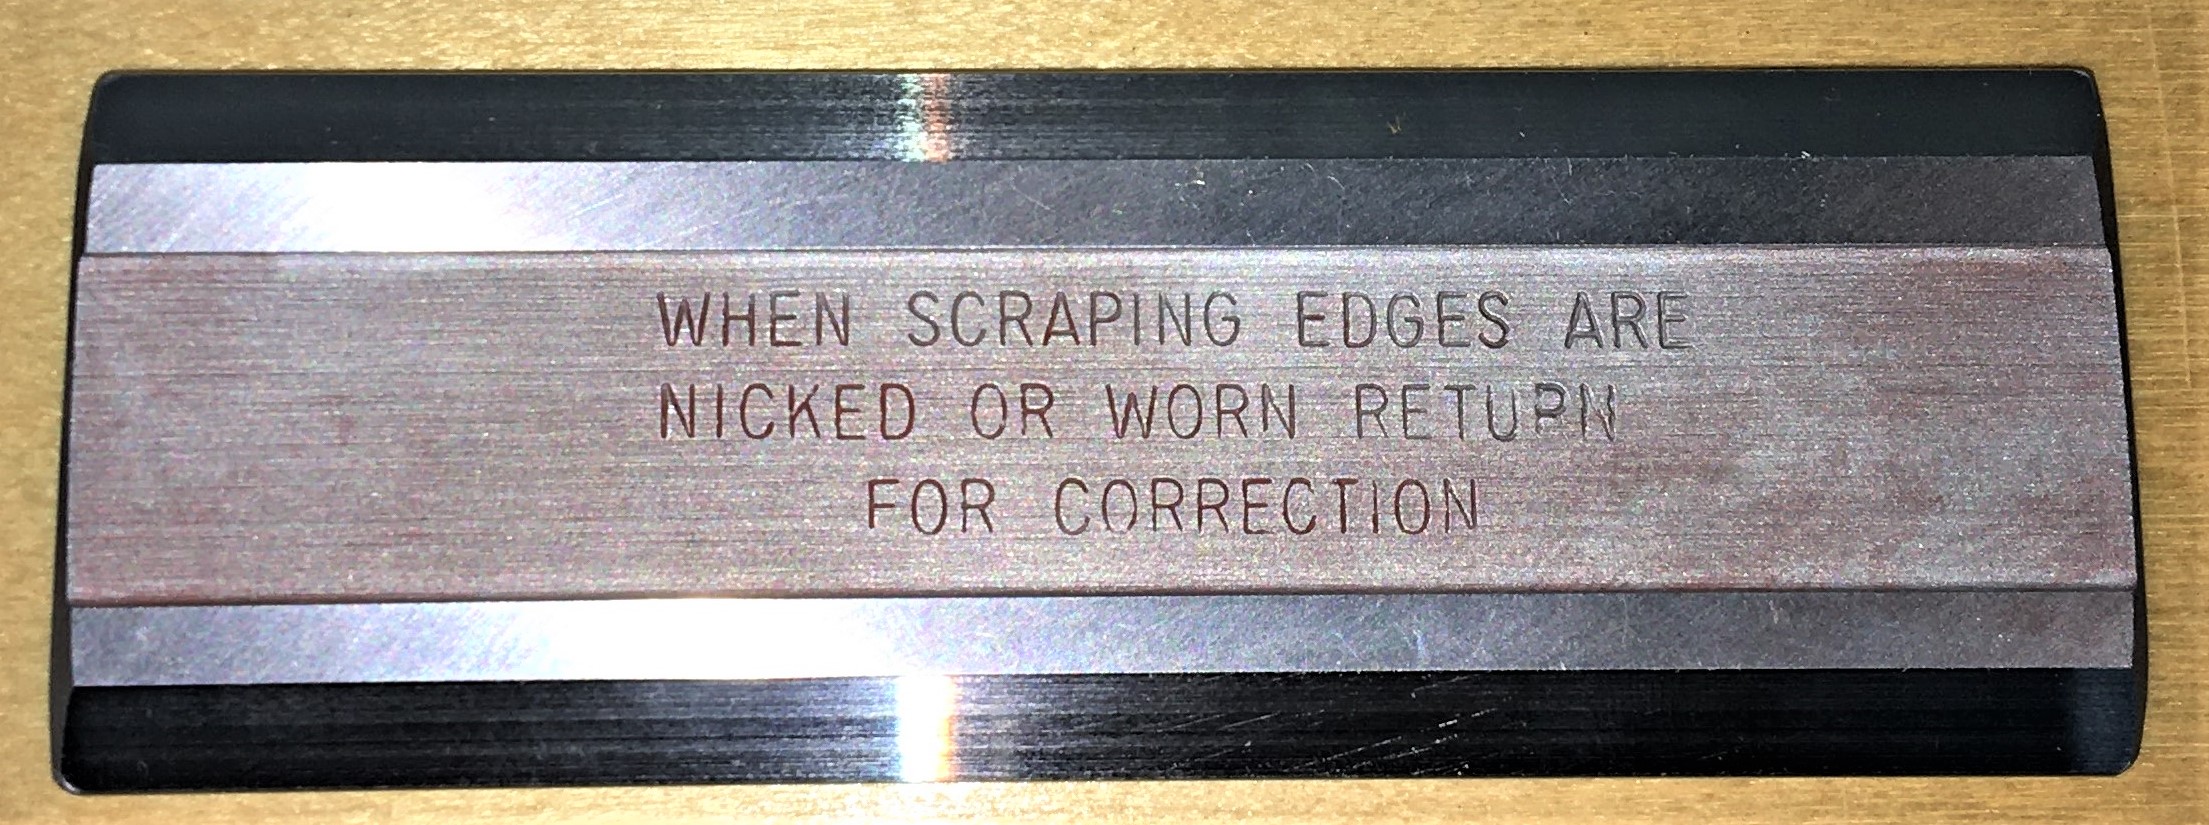 WHEN SCRAPING EDGES ARE
NICKED OR WORN RETURN
FOR CORRECTION